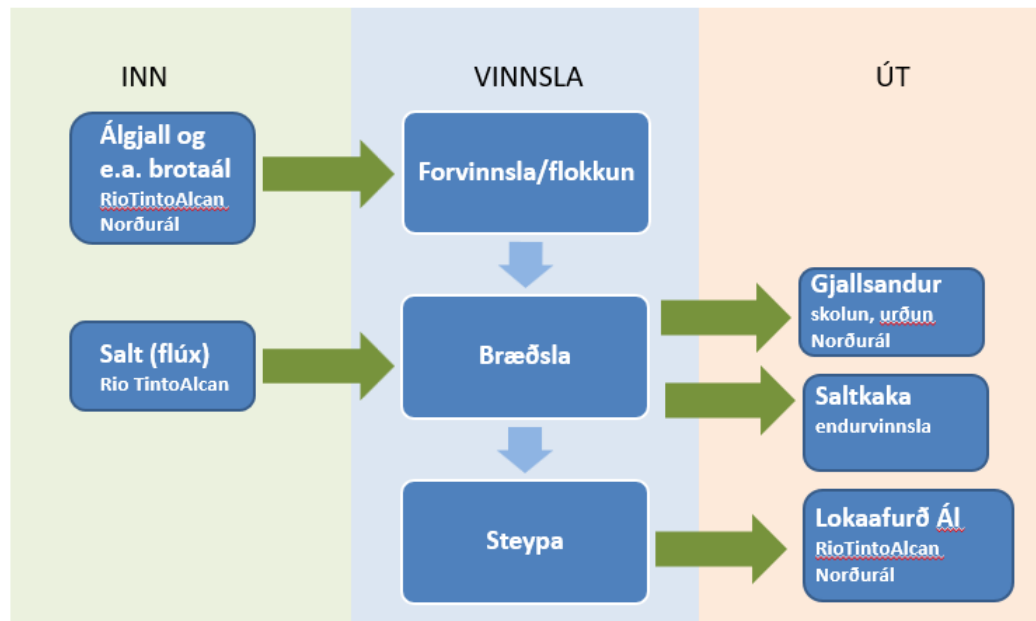 INN
VINNSLA
ÚT
Álgjall og
e.a. brotaál
RioTintoAlcan
Norðurál
Forvinnsla/flokkun
Salt (flúx)
Rio TintoAlcan
Bræðsla
Gjallsandur
skolun, urðun
Norðurál
Saltkaka
endurvinnsla
Steypa
Lokaafurð Ál
RioTintoAlcan
Norðurál